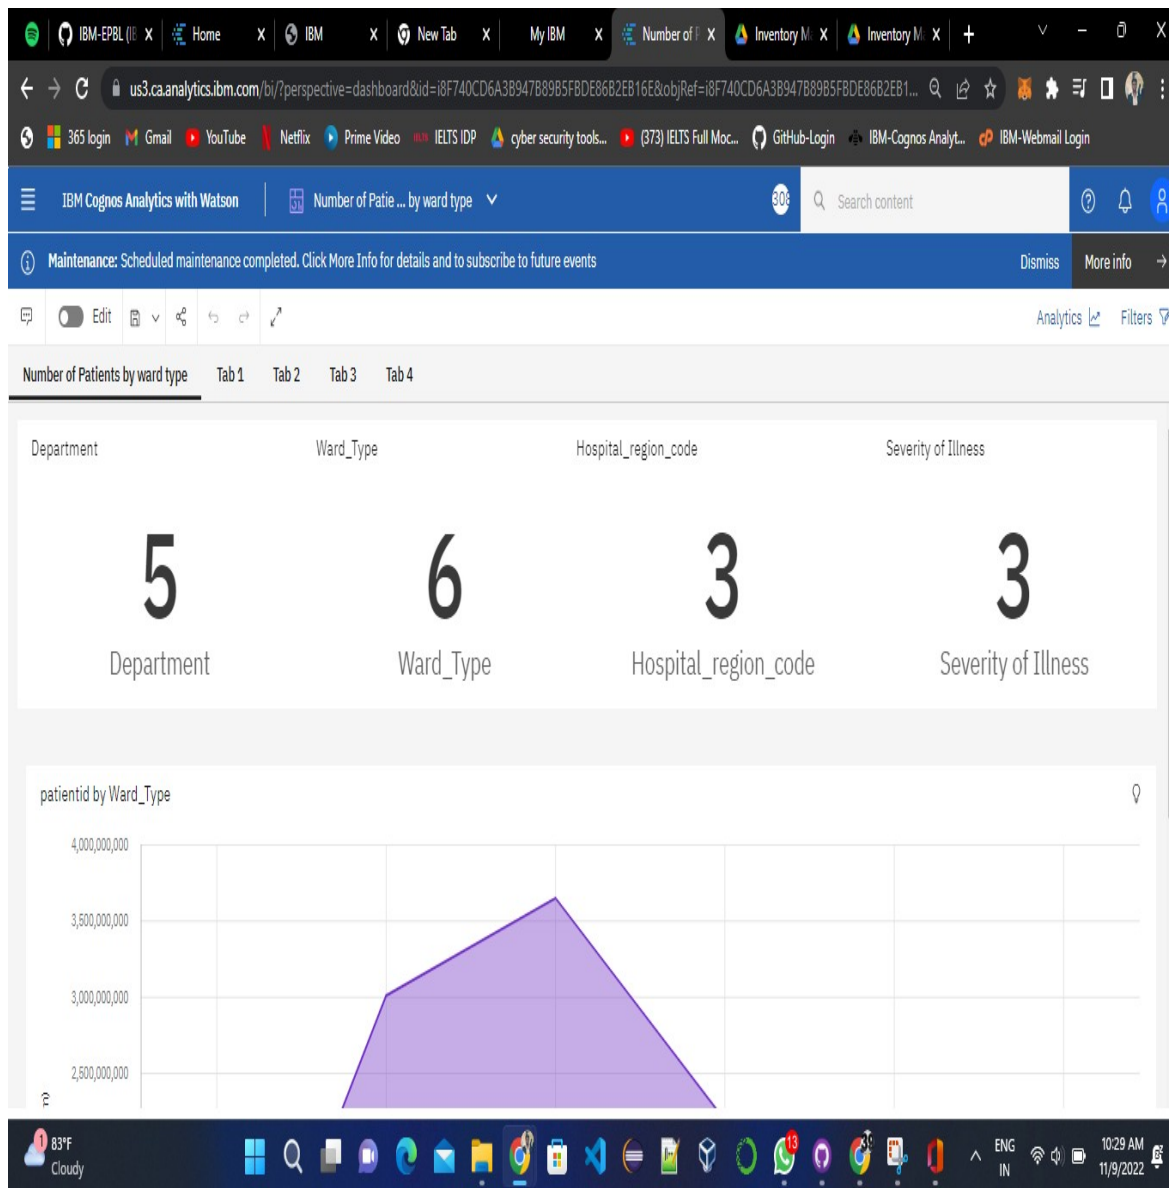 IBM-EPBL (IB
Home
IBM
New Tab
My IBM
Number of P
Inventory M
Inventory M
us3.ca.analytics.ibm.com/bi/?perspective=dashboard&id=i8F740CD6A3B947B89B5FBDE86B2EB16E&objRef=i8F740CD6A3B947B89B5FBDE86B2EB1...
365 login
Gmail
YouTube
Netflix
Prime Video
IELTS IDP
cyber security tools...
(373) IELTS Full Moc...
GitHub-Login
IBM-Cognos Analyt...
IBM-Webmail Login
IBM Cognos Analytics with Watson
Number of Patie ... by ward type
308
Search content
Maintenance: Scheduled maintenance completed. Click More Info for details and to subscribe to future events
Dismiss
More info
Edit
Analytics
Filters
Number of Patients by ward type
Tab 1
Tab 2
Tab 3
Tab 4
Department
Ward_Type
Hospital_region_code
Severity of Illness
5
6
3
3
Department
Ward_Type
Hospital_region_code
Severity of Illness
patientid by Ward_Type
4,000,000,000
3,500,000,000
3,000,000,000
2,500,000,000
1
83°F
Cloudy
13
ENG
IN
10:29 AM
11/9/2022